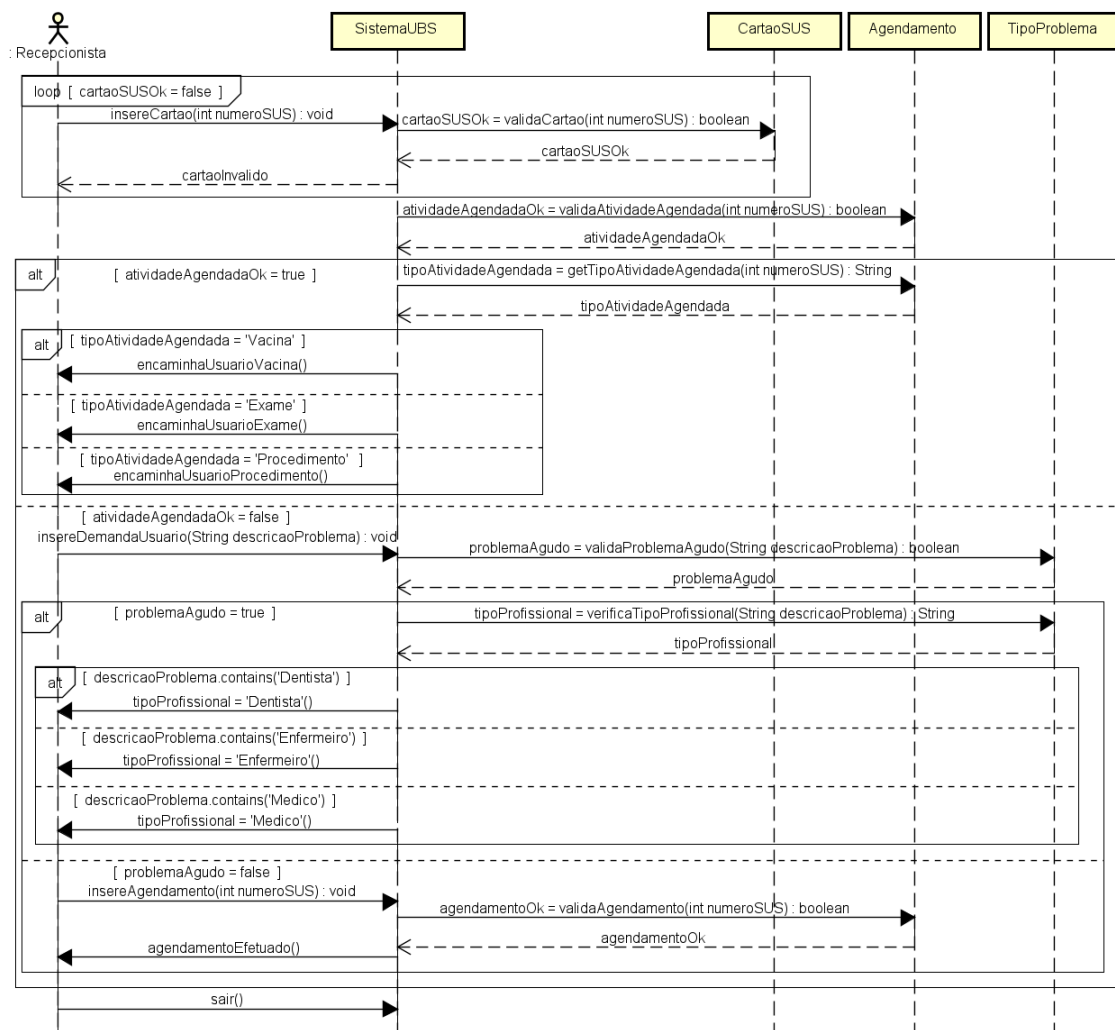 : Recepcionista
SistemaUBS
CartaoSUS
Agendamento
TipoProblema
loop [ cartaoSUSOk = false ]
insereCartao(int numeroSUS) : void
cartaoSUSOk = validaCartao(int numeroSUS) : boolean
cartaoSUSOk
cartaoInvalido
atividadeAgendadaOk = validaAtividadeAgendada(int numeroSUS) : boolean
atividadeAgendadaOk
alt [ atividadeAgendadaOk = true ]
tipoAtividadeAgendada = getTipoAtividadeAgendada(int numeroSUS) : String
tipoAtividadeAgendada
alt [ tipoAtividadeAgendada = 'Vacina' ]
encaminhaUsuarioVacina()
[ tipoAtividadeAgendada = 'Exame' ]
encaminhaUsuarioExame()
[ tipoAtividadeAgendada = 'Procedimento' ]
encaminhaUsuarioProcedimento()
[ atividadeAgendadaOk = false ]
insereDemandaUsuario(String descricaoProblema) : void
problemaAgudo = validaProblemaAgudo(String descricaoProblema) : boolean
problemaAgudo
alt [ problemaAgudo = true ]
tipoProfissional = verificaTipoProfissional(String descricaoProblema) : String
tipoProfissional
alt [ descricaoProblema.contains('Dentista') ]
tipoProfissional = 'Dentista'()
[ descricaoProblema.contains('Enfermeiro') ]
tipoProfissional = 'Enfermeiro'()
[ descricaoProblema.contains('Medico') ]
tipoProfissional = 'Medico'()
[ problemaAgudo = false ]
insereAgendamento(int numeroSUS) : void
agendamentoOk = validaAgendamento(int numeroSUS) : boolean
agendamentoOk
agendamentoEfetuado()
sair()